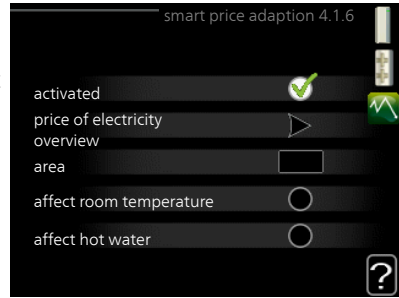 smart price adaption 4.1.6
activated
price of electricity
overview
area
affect room temperature
affect hot water
?